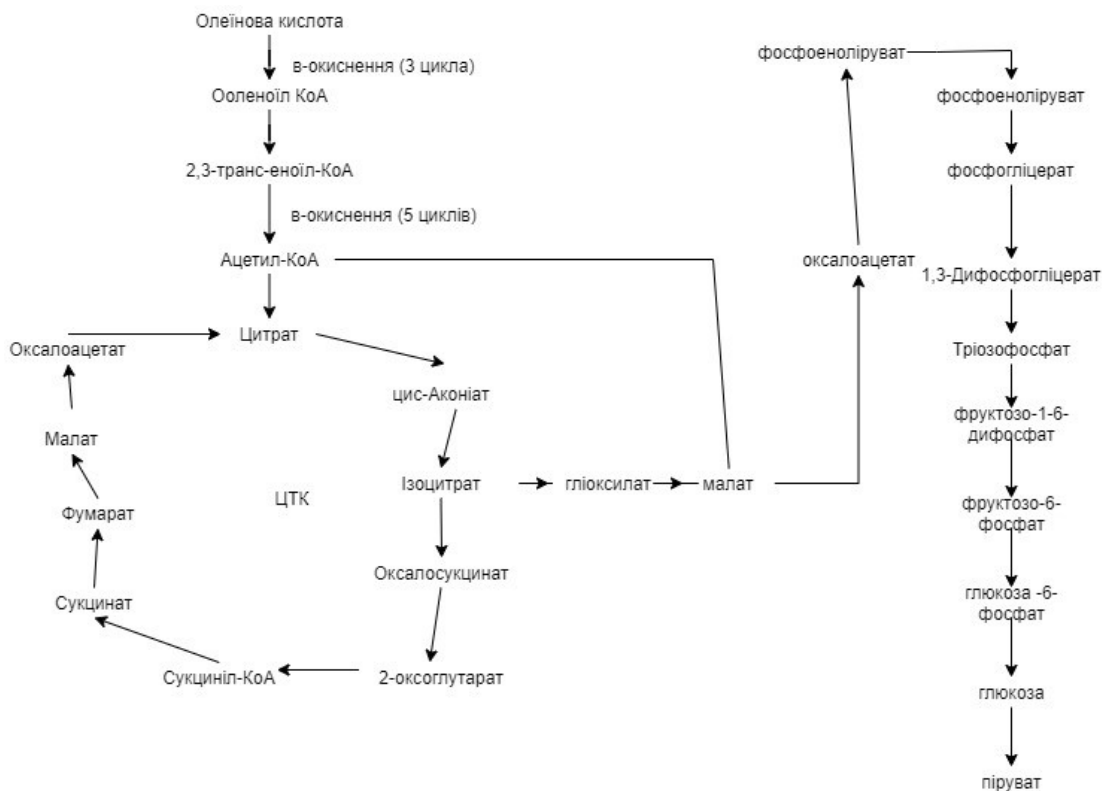 Олеїнова кислота
в-окиснення (3 цикла)
Ооленоїл КоА
2,3-транс-еноїл-КоА
в-окиснення (5 циклів)
Ацетил-КоА
Цитрат
Оксалоацетат
цис-Аконіат
Малат
Ізоцитрат
гліоксилат
малат
ЦТК
Фумарат
Оксалосукцинат
Сукцинат
Сукциніл-КоА
2-оксоглутарат
оксалоацетат
фосфоеноліруват
фосфоеноліруват
фосфогліцерат
1,3-Дифосфогліцерат
Тріозофосфат
фруктозо-1-6-
дифосфат
фруктозо-6-
фосфат
глюкоза -6-
фосфат
глюкоза
піруват